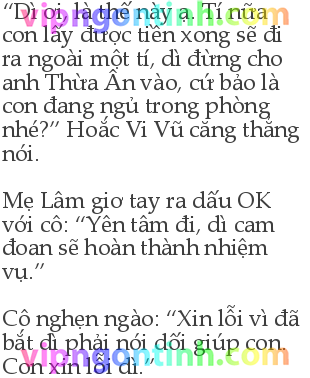 “Dì ơi, là thế này ạ. Tí nữa
con lấy được tiền xong sẽ đi
ra ngoài một tí, dì đừng cho
anh Thừa Ân vào, cứ bảo là
con đang ngủ trong phòng
nhé?” Hoắc Vi Vũ căng thẳng
nói.
Mẹ Lâm giơ tay ra dấu OK
với cô: “Yên tâm đi, dì cam
đoan sẽ hoàn thành nhiệm
vụ.”
Cô nghẹn ngào: “Xin lỗi vì đã
bắt dì phải nói dối giúp con.
Con xin lỗi dì.”
vipngontinh.com
vipngontinh.com